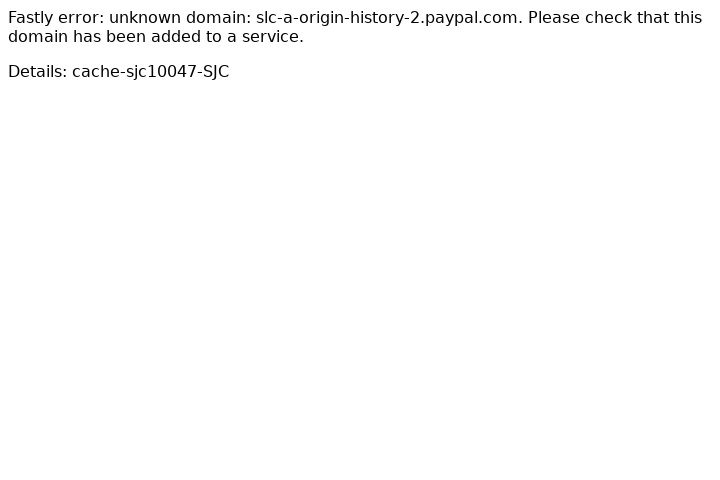 Fastly error: unknown domain: slc-a-origin-history-2.paypal.com. Please check that this
domain has been added to a service.
Details: cache-sjc10047-SJC